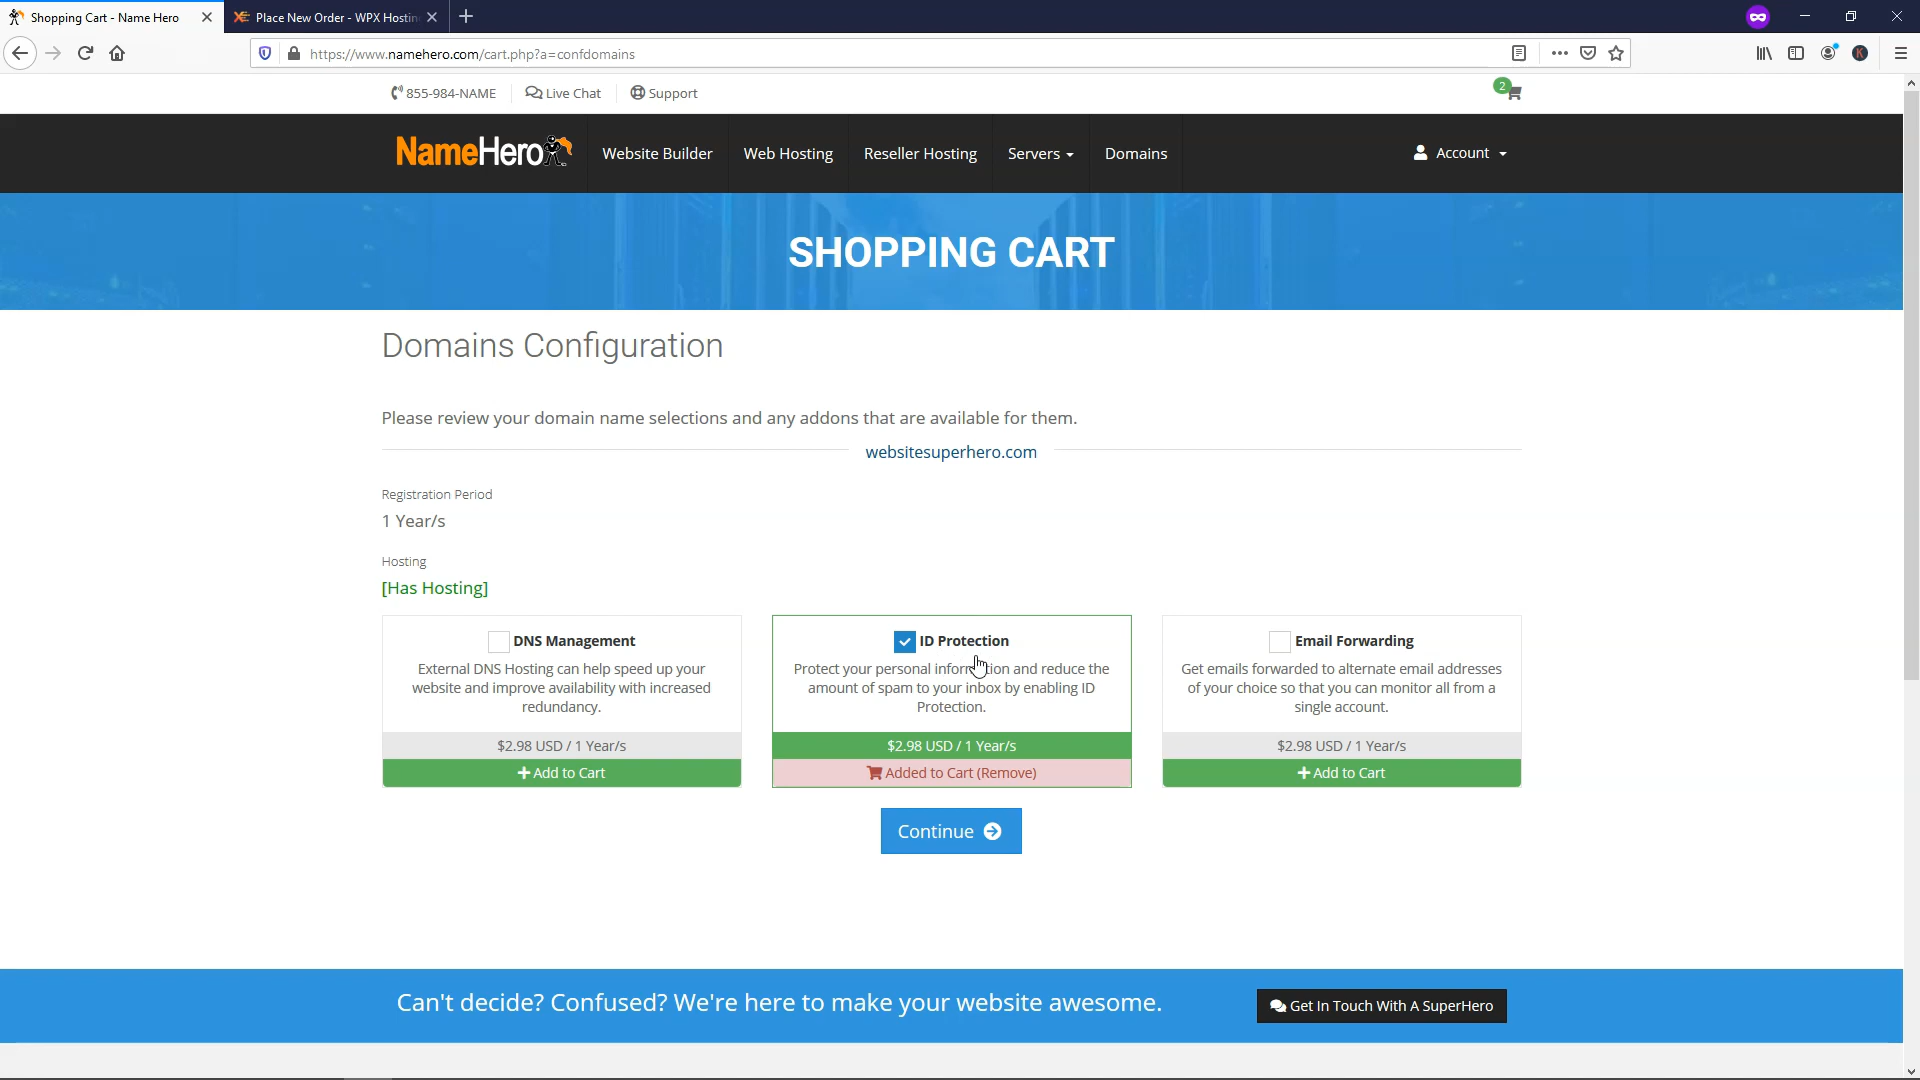 Shopping Cart - Name Hero
Place New Order - WPX Hostin
https://www.namehero.com/cart.php?a=confdomains
K
855-984-NAME
Live Chat
Support
2
NameHero
Website Builder
Web Hosting
Reseller Hosting
Servers
Domains
Account
SHOPPING CART
Domains Configuration
Please review your domain name selections and any addons that are available for them.
websitesuperhero.com
Registration Period
1 Year/s
Hosting
[Has Hosting]
DNS Management
External DNS Hosting can help speed up your
website and improve availability with increased
redundancy.
$2.98 USD / 1 Year/s
Add to Cart
ID Protection
Protect your personal information and reduce the
amount of spam to your inbox by enabling ID
Protection.
$2.98 USD / 1 Year/s
Added to Cart (Remove)
Email Forwarding
Get emails forwarded to alternate email addresses
of your choice so that you can monitor all from a
single account.
$2.98 USD / 1 Year/s
Add to Cart
Continue
Can't decide? Confused? We're here to make your website awesome.
Get In Touch With A SuperHero